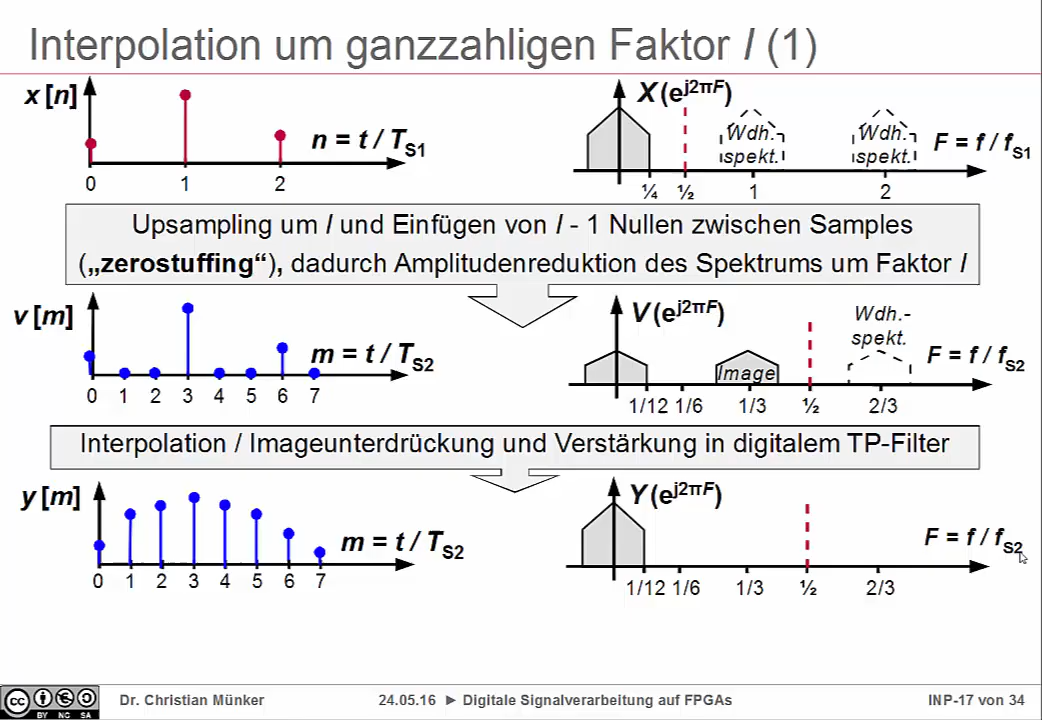 Interpolation um ganzzahligen Faktor I (1)
x [n]
n = t / TS1
0 1 2
X (ej2πF)
Wdh.-
spekt.
Wdh.-
spekt.
F = f / fS1
¼ ½ 1 2
Upsampling um I und Einfügen von I - 1 Nullen zwischen Samples
(„zerostuffing“), dadurch Amplitudenreduktion des Spektrums um Faktor I
v [m]
m = t / TS2
0 1 2 3 4 5 6 7
V (ej2πF)
Image
Wdh.-
spekt.
F = f / fS2
1/12 1/6 1/3 ½ 2/3
Interpolation / Imageunterdrückung und Verstärkung in digitalem TP-Filter
y [m]
m = t / TS2
0 1 2 3 4 5 6 7
Y (ej2πF)
F = f / fS2
1/12 1/6 1/3 ½ 2/3
cc BY NC SA
Dr. Christian Münker
24.05.16 ► Digitale Signalverarbeitung auf FPGAs
INP-17 von 34